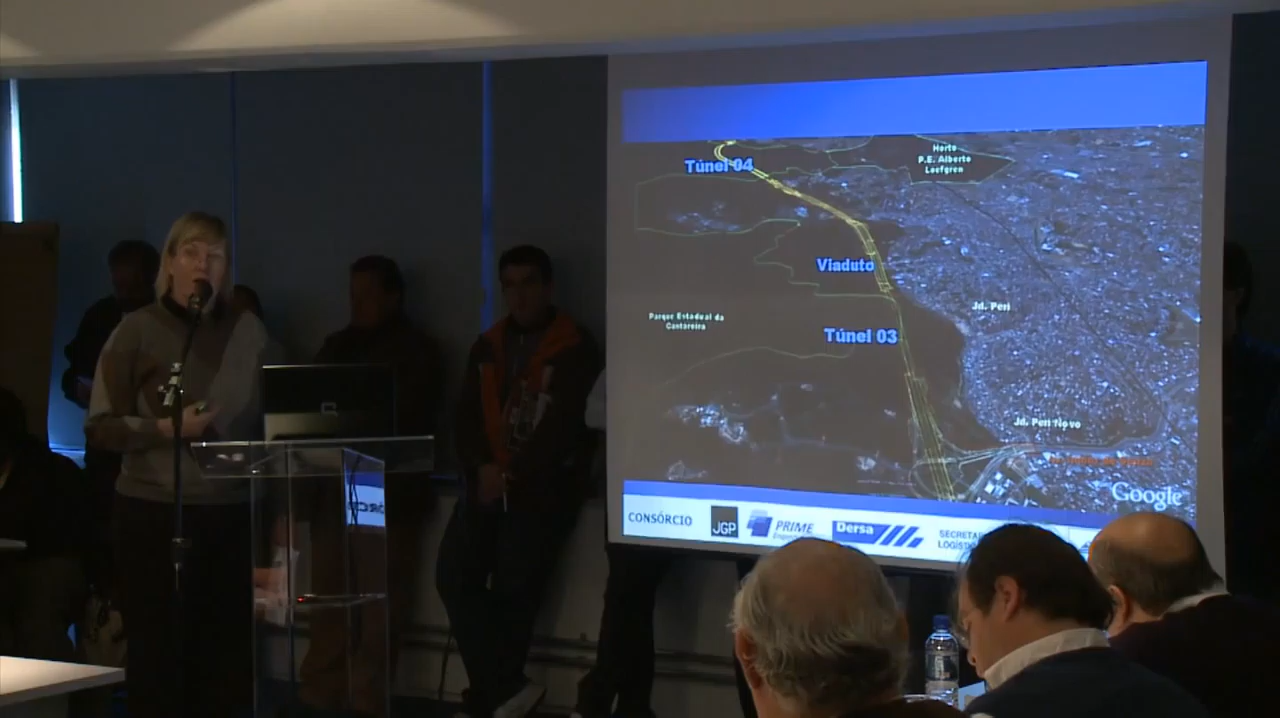 Túnel 04
Horto
P.E. Alberto
Loefgren
Viaduto
Jd. Peri
Parque Estadual da
Cantareira
Túnel 03
Jd. Peri Novo
Google
CONSÓRCIO
JGP
PRIME
Engenharia
Dersa